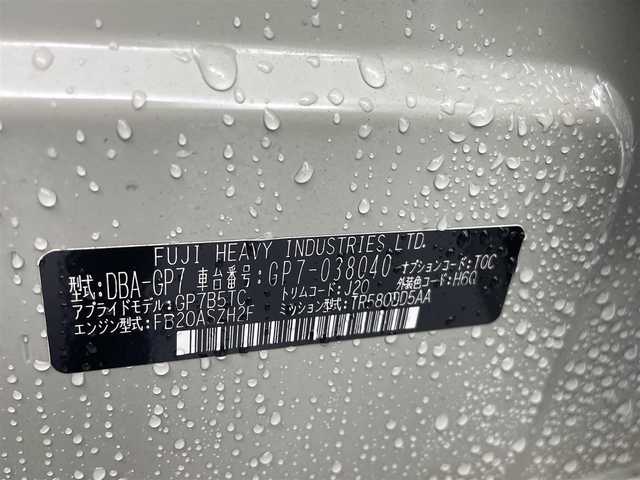 FUJI HEAVY INDUSTRIES.LTD.
型式:DBA-GP7 車台番号:GP7-038040 オプションコード:TOC
アプライドモデル:GP7B5TC トリムコード:J20 外装色コード:H6Q
エンジン型式:FB20ASZH2F ミッション型式:TR580DD5AA